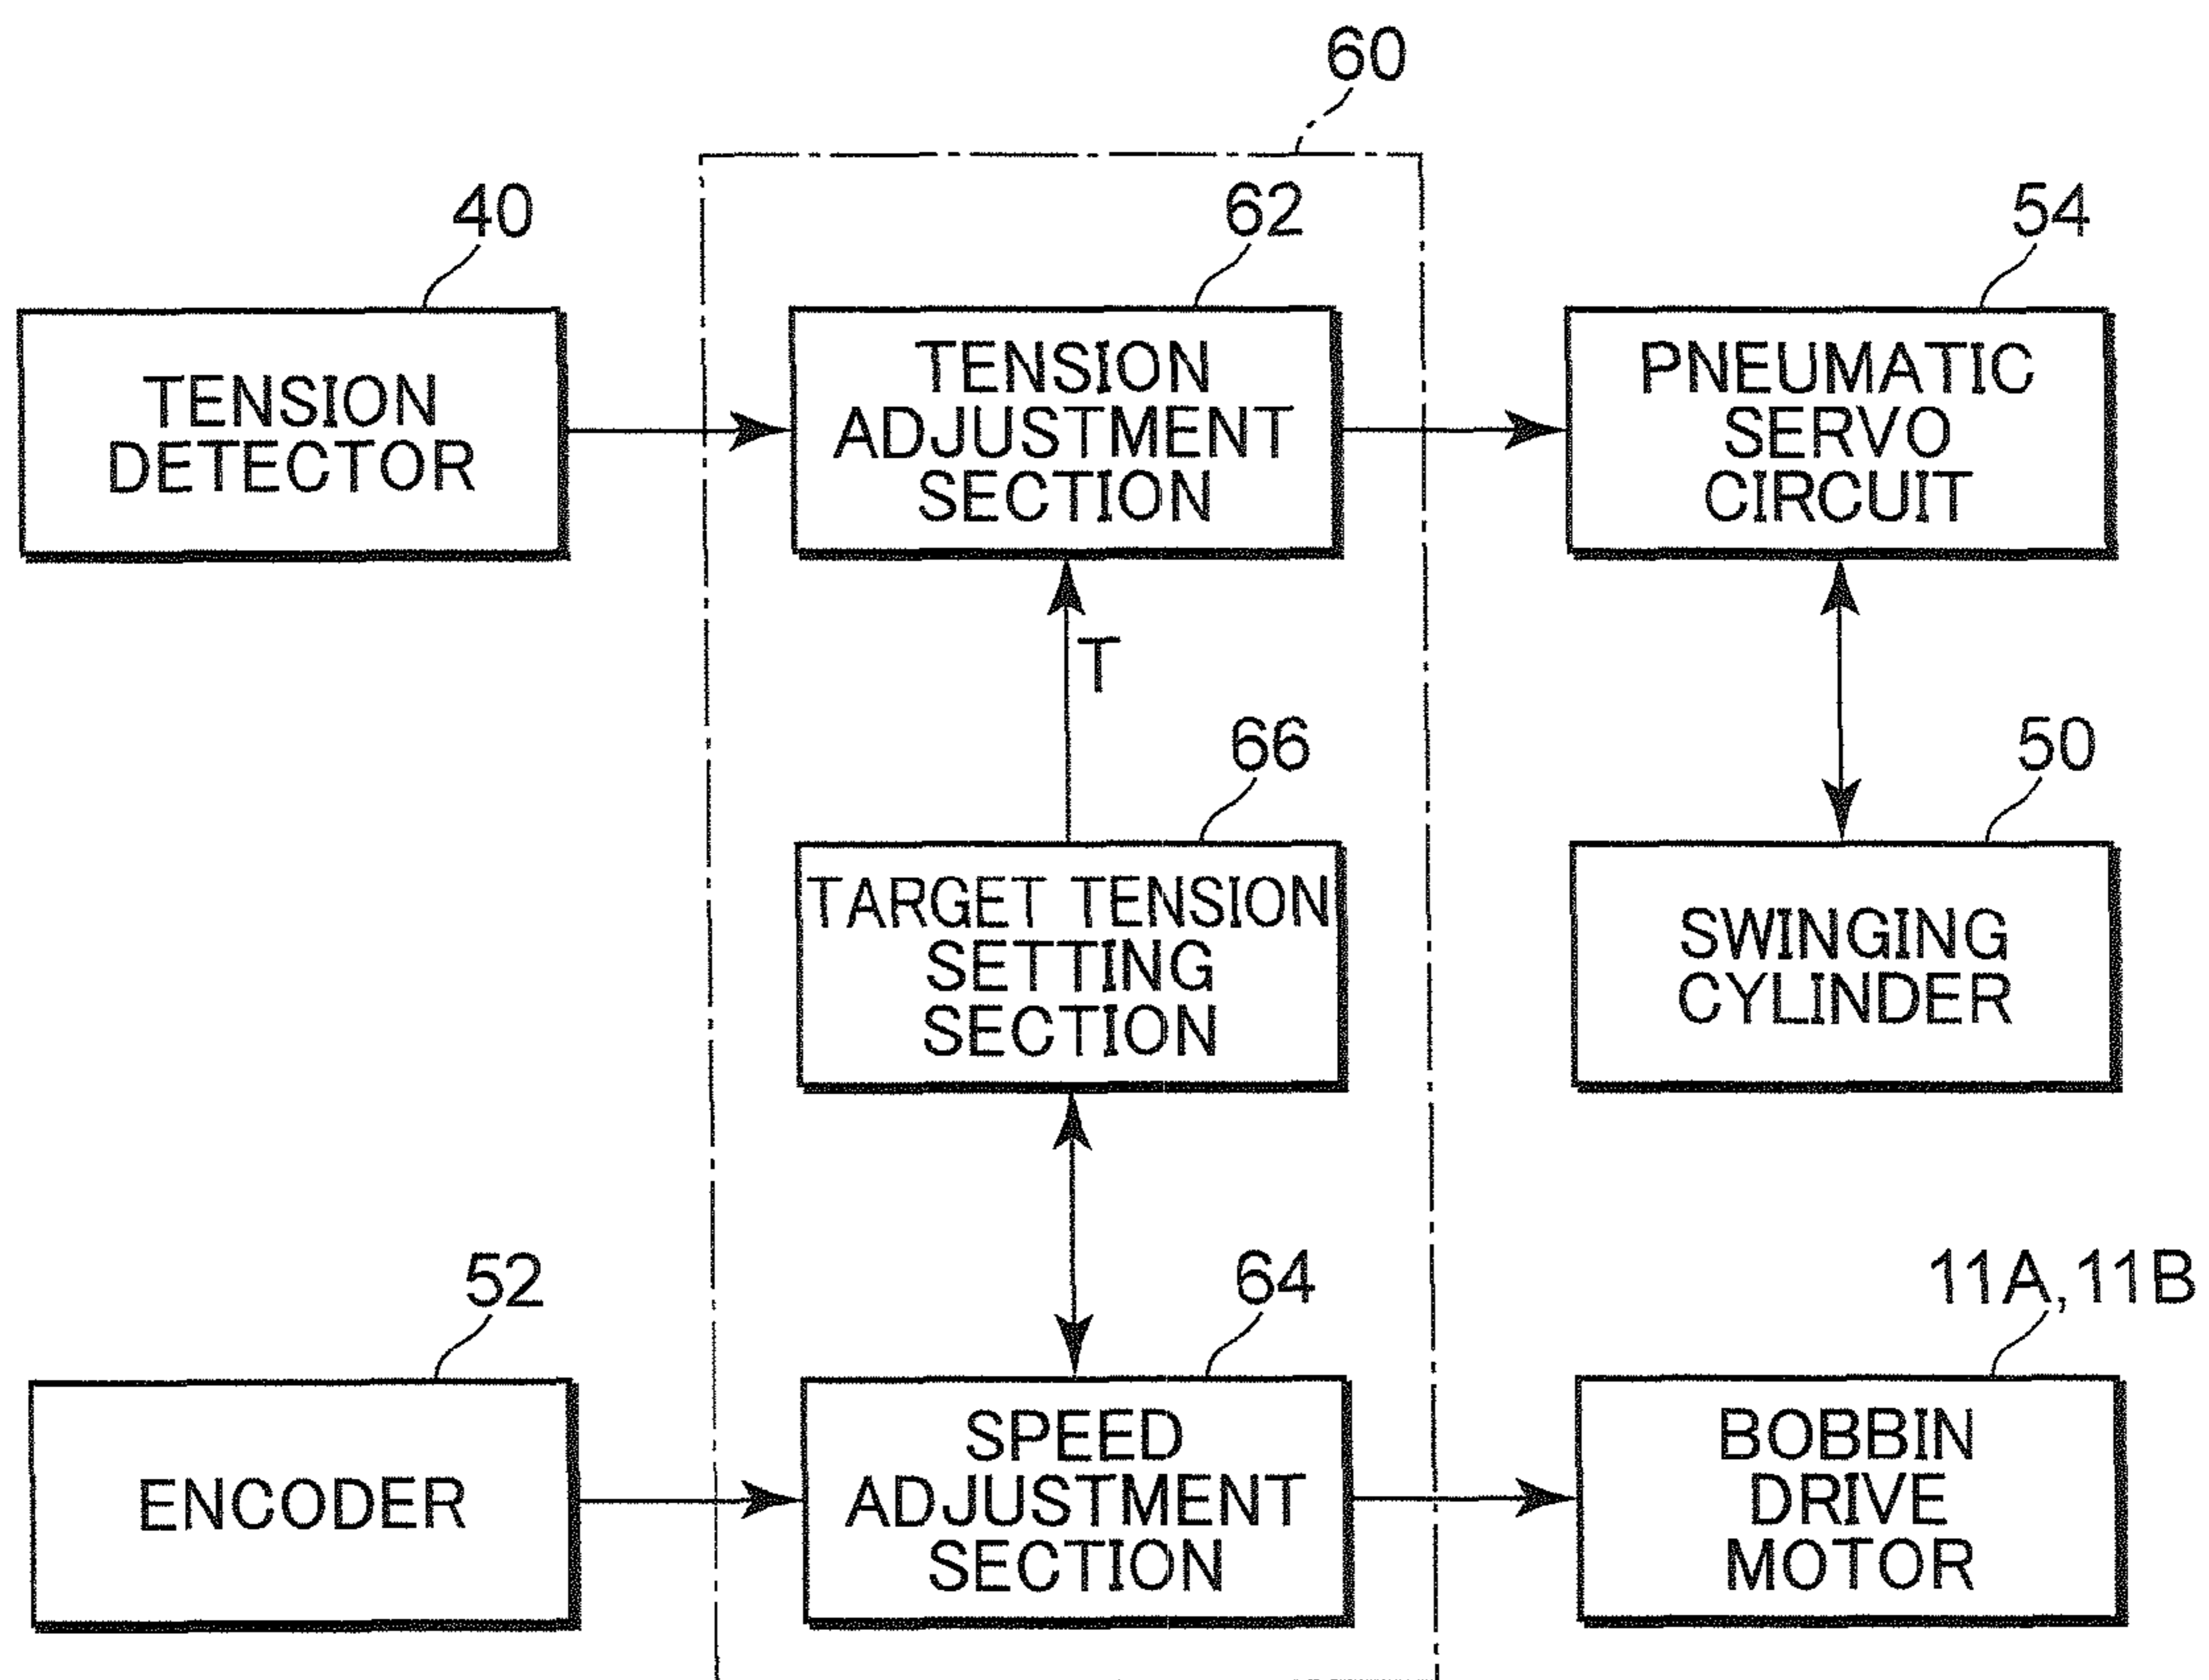 60
40
62
54
TENSION
DETECTOR
TENSION
ADJUSTMENT
SECTION
PNEUMATIC
SERVO
CIRCUIT
T
66
50
TARGET TENSION
SETTING
SECTION
SWINGING
CYLINDER
52
64
11A, 11B
ENCODER
SPEED
ADJUSTMENT
SECTION
BOBBIN
DRIVE
MOTOR